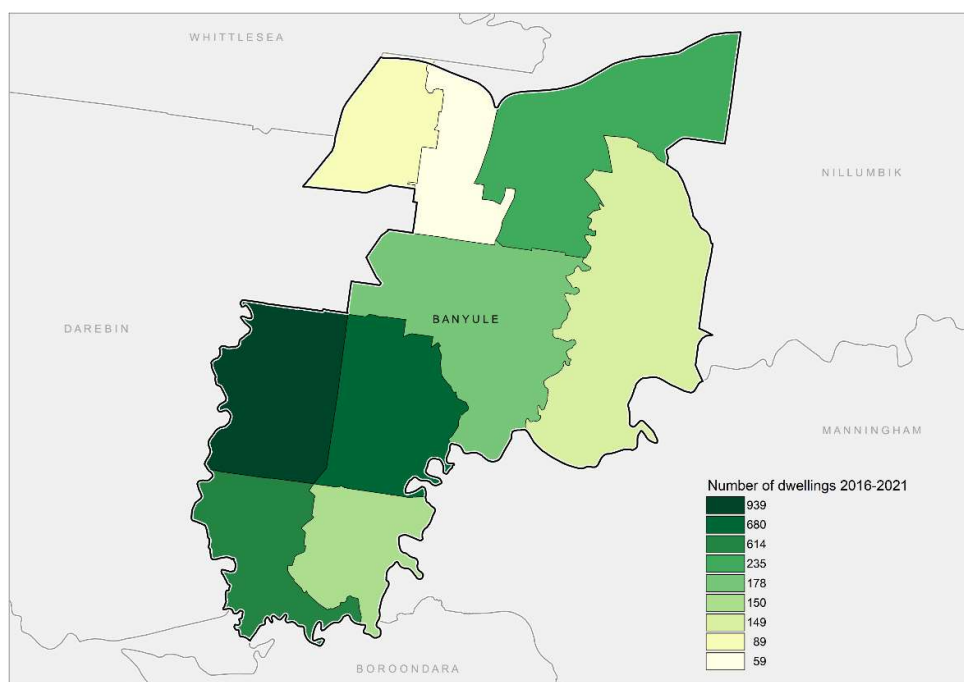 WHITTLESEA
NILLUMBIK
BANYULE
DAREBIN
MANNINGHAM
Number of dwellings 2016-2021
939
680
614
235
178
150
149
89
59
BOROONDARA